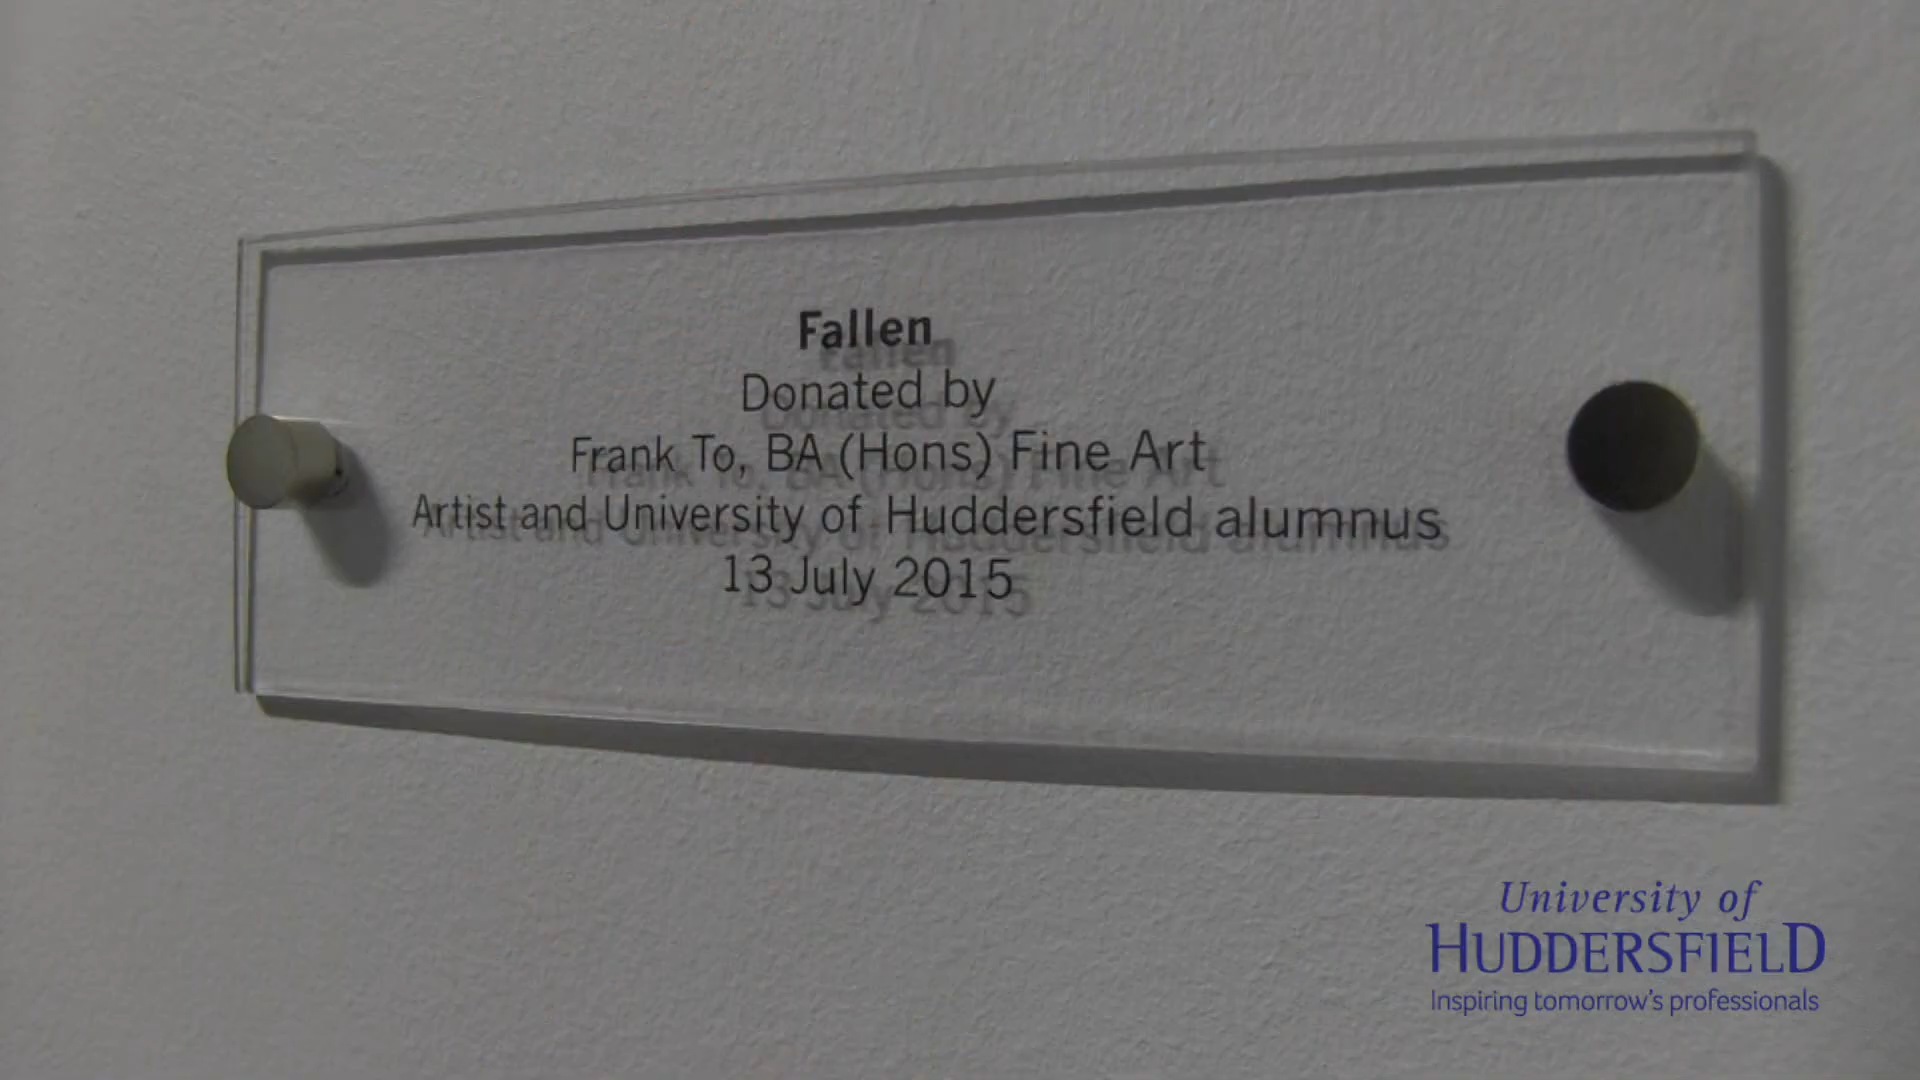 Fallen
Donated by
Frank To, BA (Hons) Fine Art
Artist and University of Huddersfield alumnus
13 July 2015
University of
HUDDERSFIELD
Inspiring tomorrow's professionals